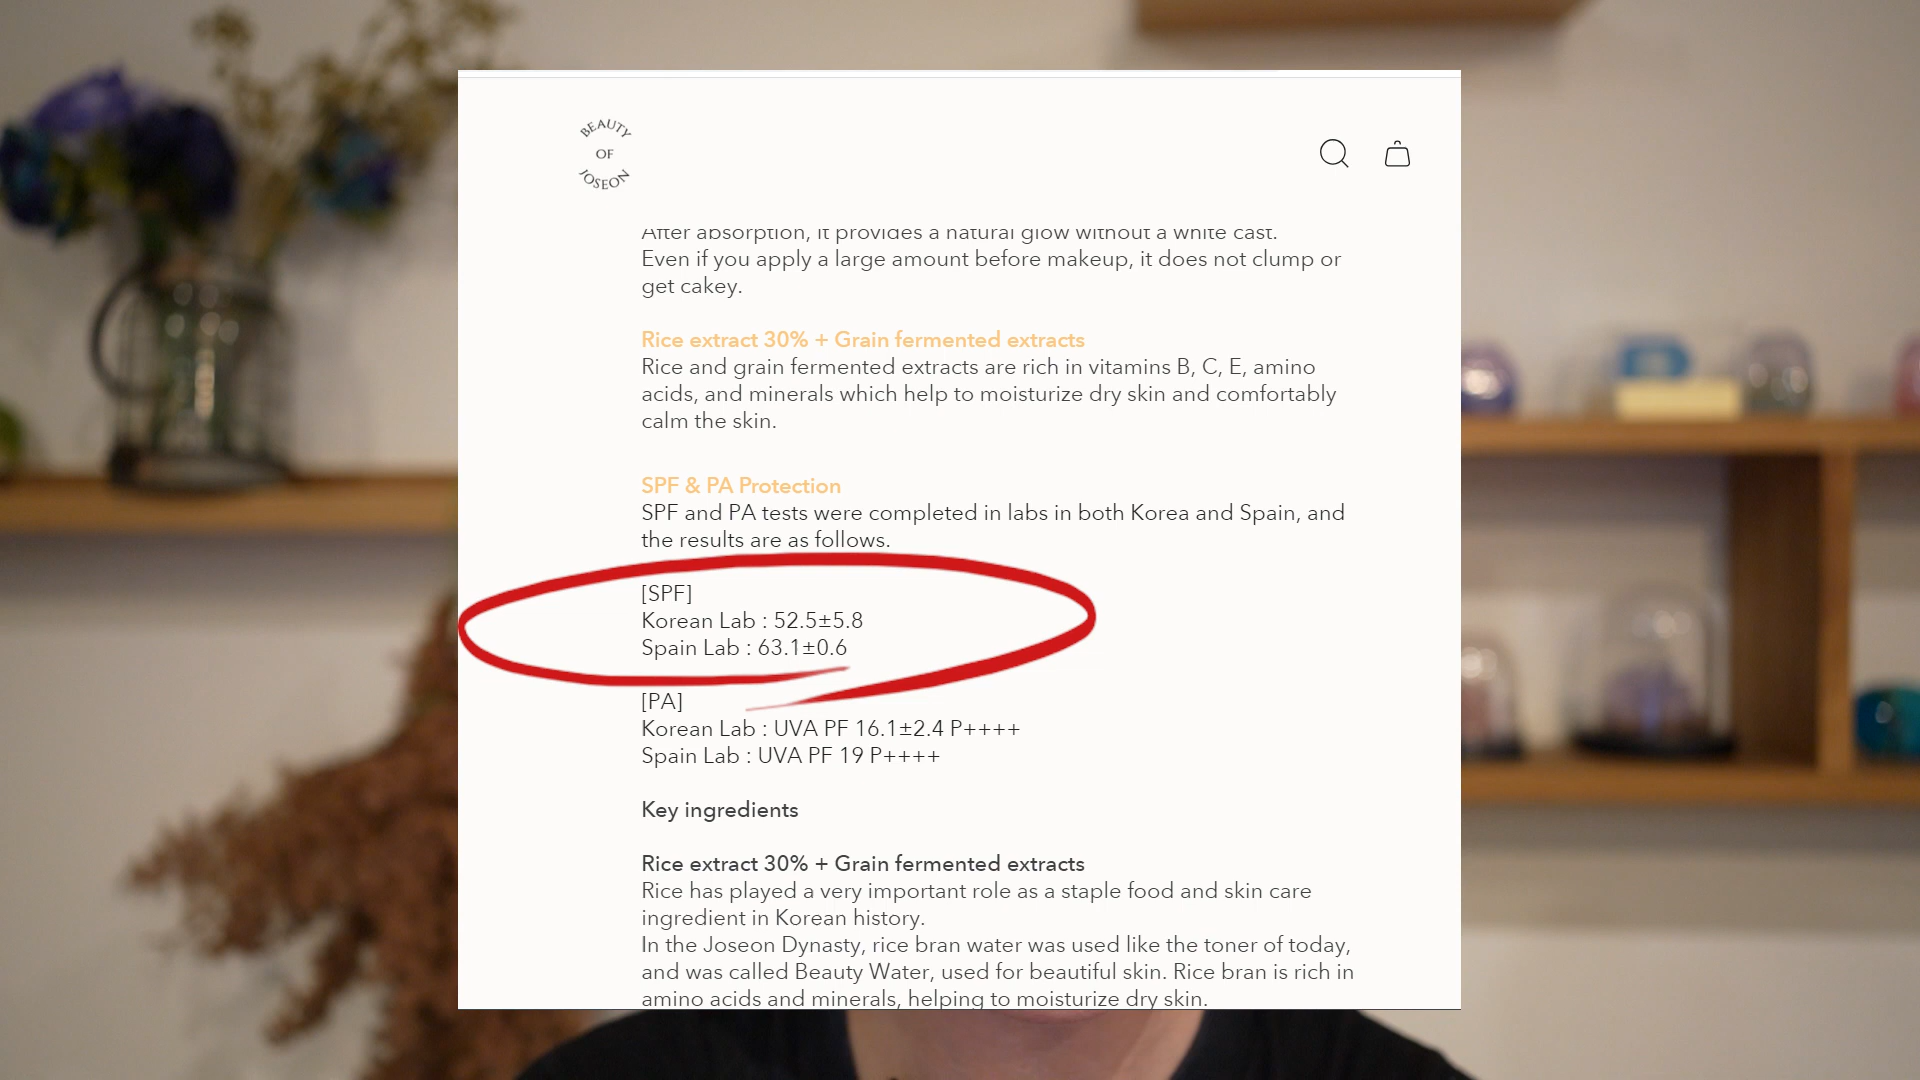 BEAUTY
OF
JOSEON
After absorption, it provides a natural glow without a white cast.
Even if you apply a large amount before makeup, it does not clump or
get cakey.
Rice extract 30% + Grain fermented extracts
Rice and grain fermented extracts are rich in vitamins B, C, E, amino
acids, and minerals which help to moisturize dry skin and comfortably
calm the skin.
SPF & PA Protection
SPF and PA tests were completed in labs in both Korea and Spain, and
the results are as follows.
[SPF]
Korean Lab : 52.5±5.8
Spain Lab : 63.1±0.6
[PA]
Korean Lab : UVA PF 16.1±2.4 P++++
Spain Lab : UVA PF 19 P++++
Key ingredients
Rice extract 30% + Grain fermented extracts
Rice has played a very important role as a staple food and skin care
ingredient in Korean history.
In the Joseon Dynasty, rice bran water was used like the toner of today,
and was called Beauty Water, used for beautiful skin. Rice bran is rich in
amino acids and minerals, helping to moisturize dry skin.